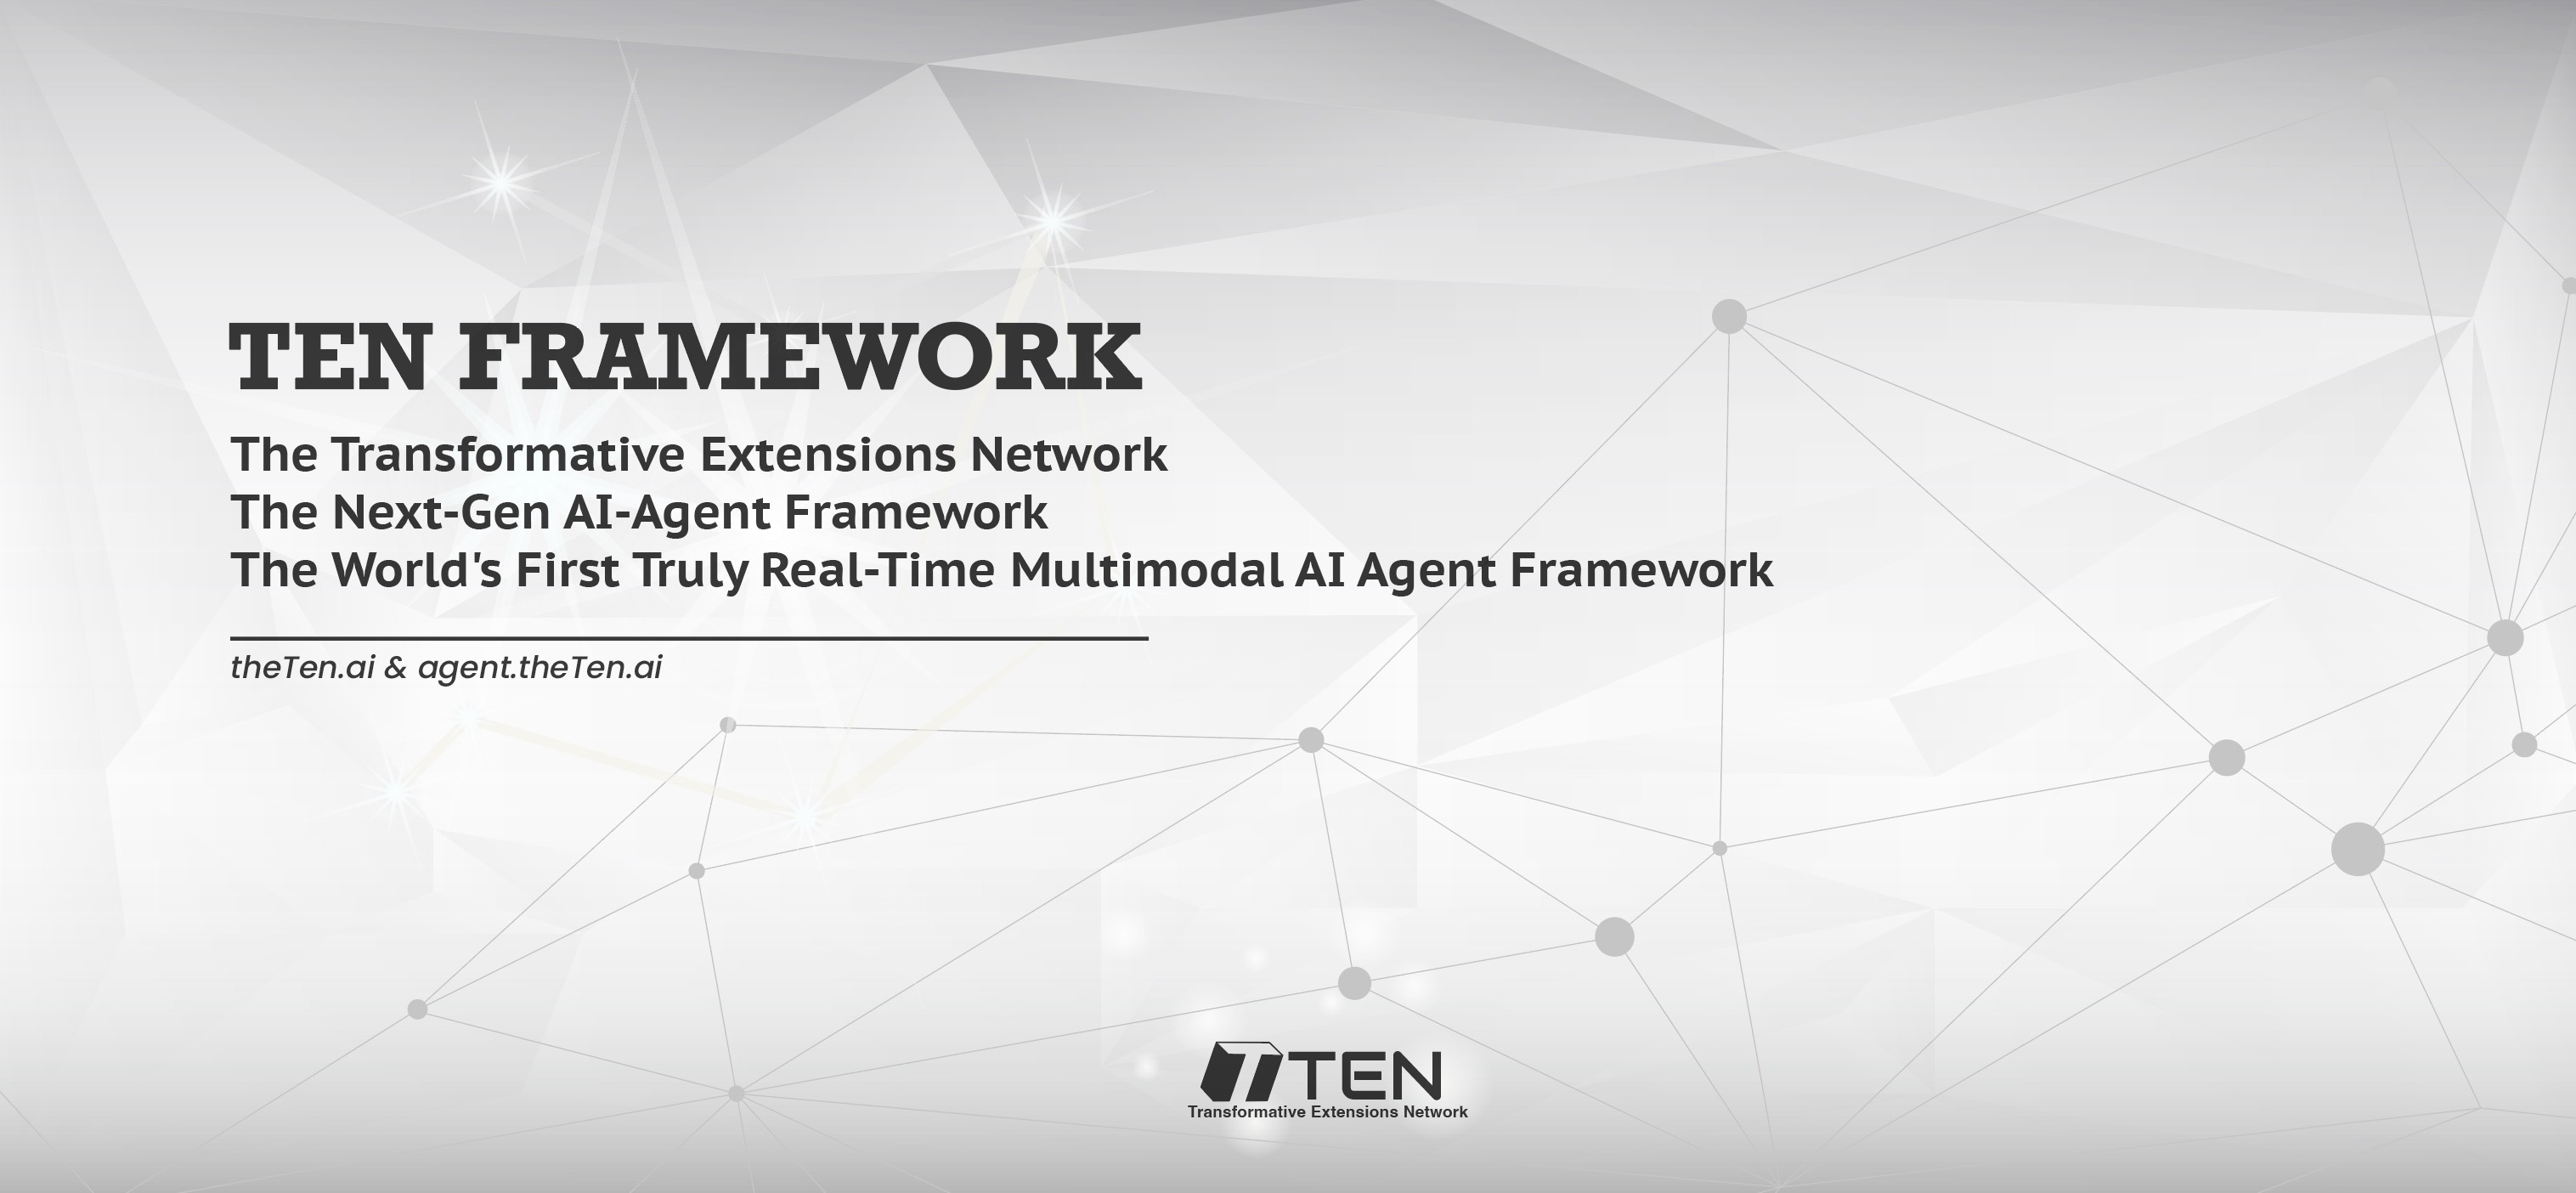 TEN FRAMEWORK
The Transformative Extensions Network
The Next-Gen AI-Agent Framework
The World's First Truly Real-Time Multimodal AI Agent Framework
theTen.ai & agent.theTen.ai
TEN
Transformative Extensions Network